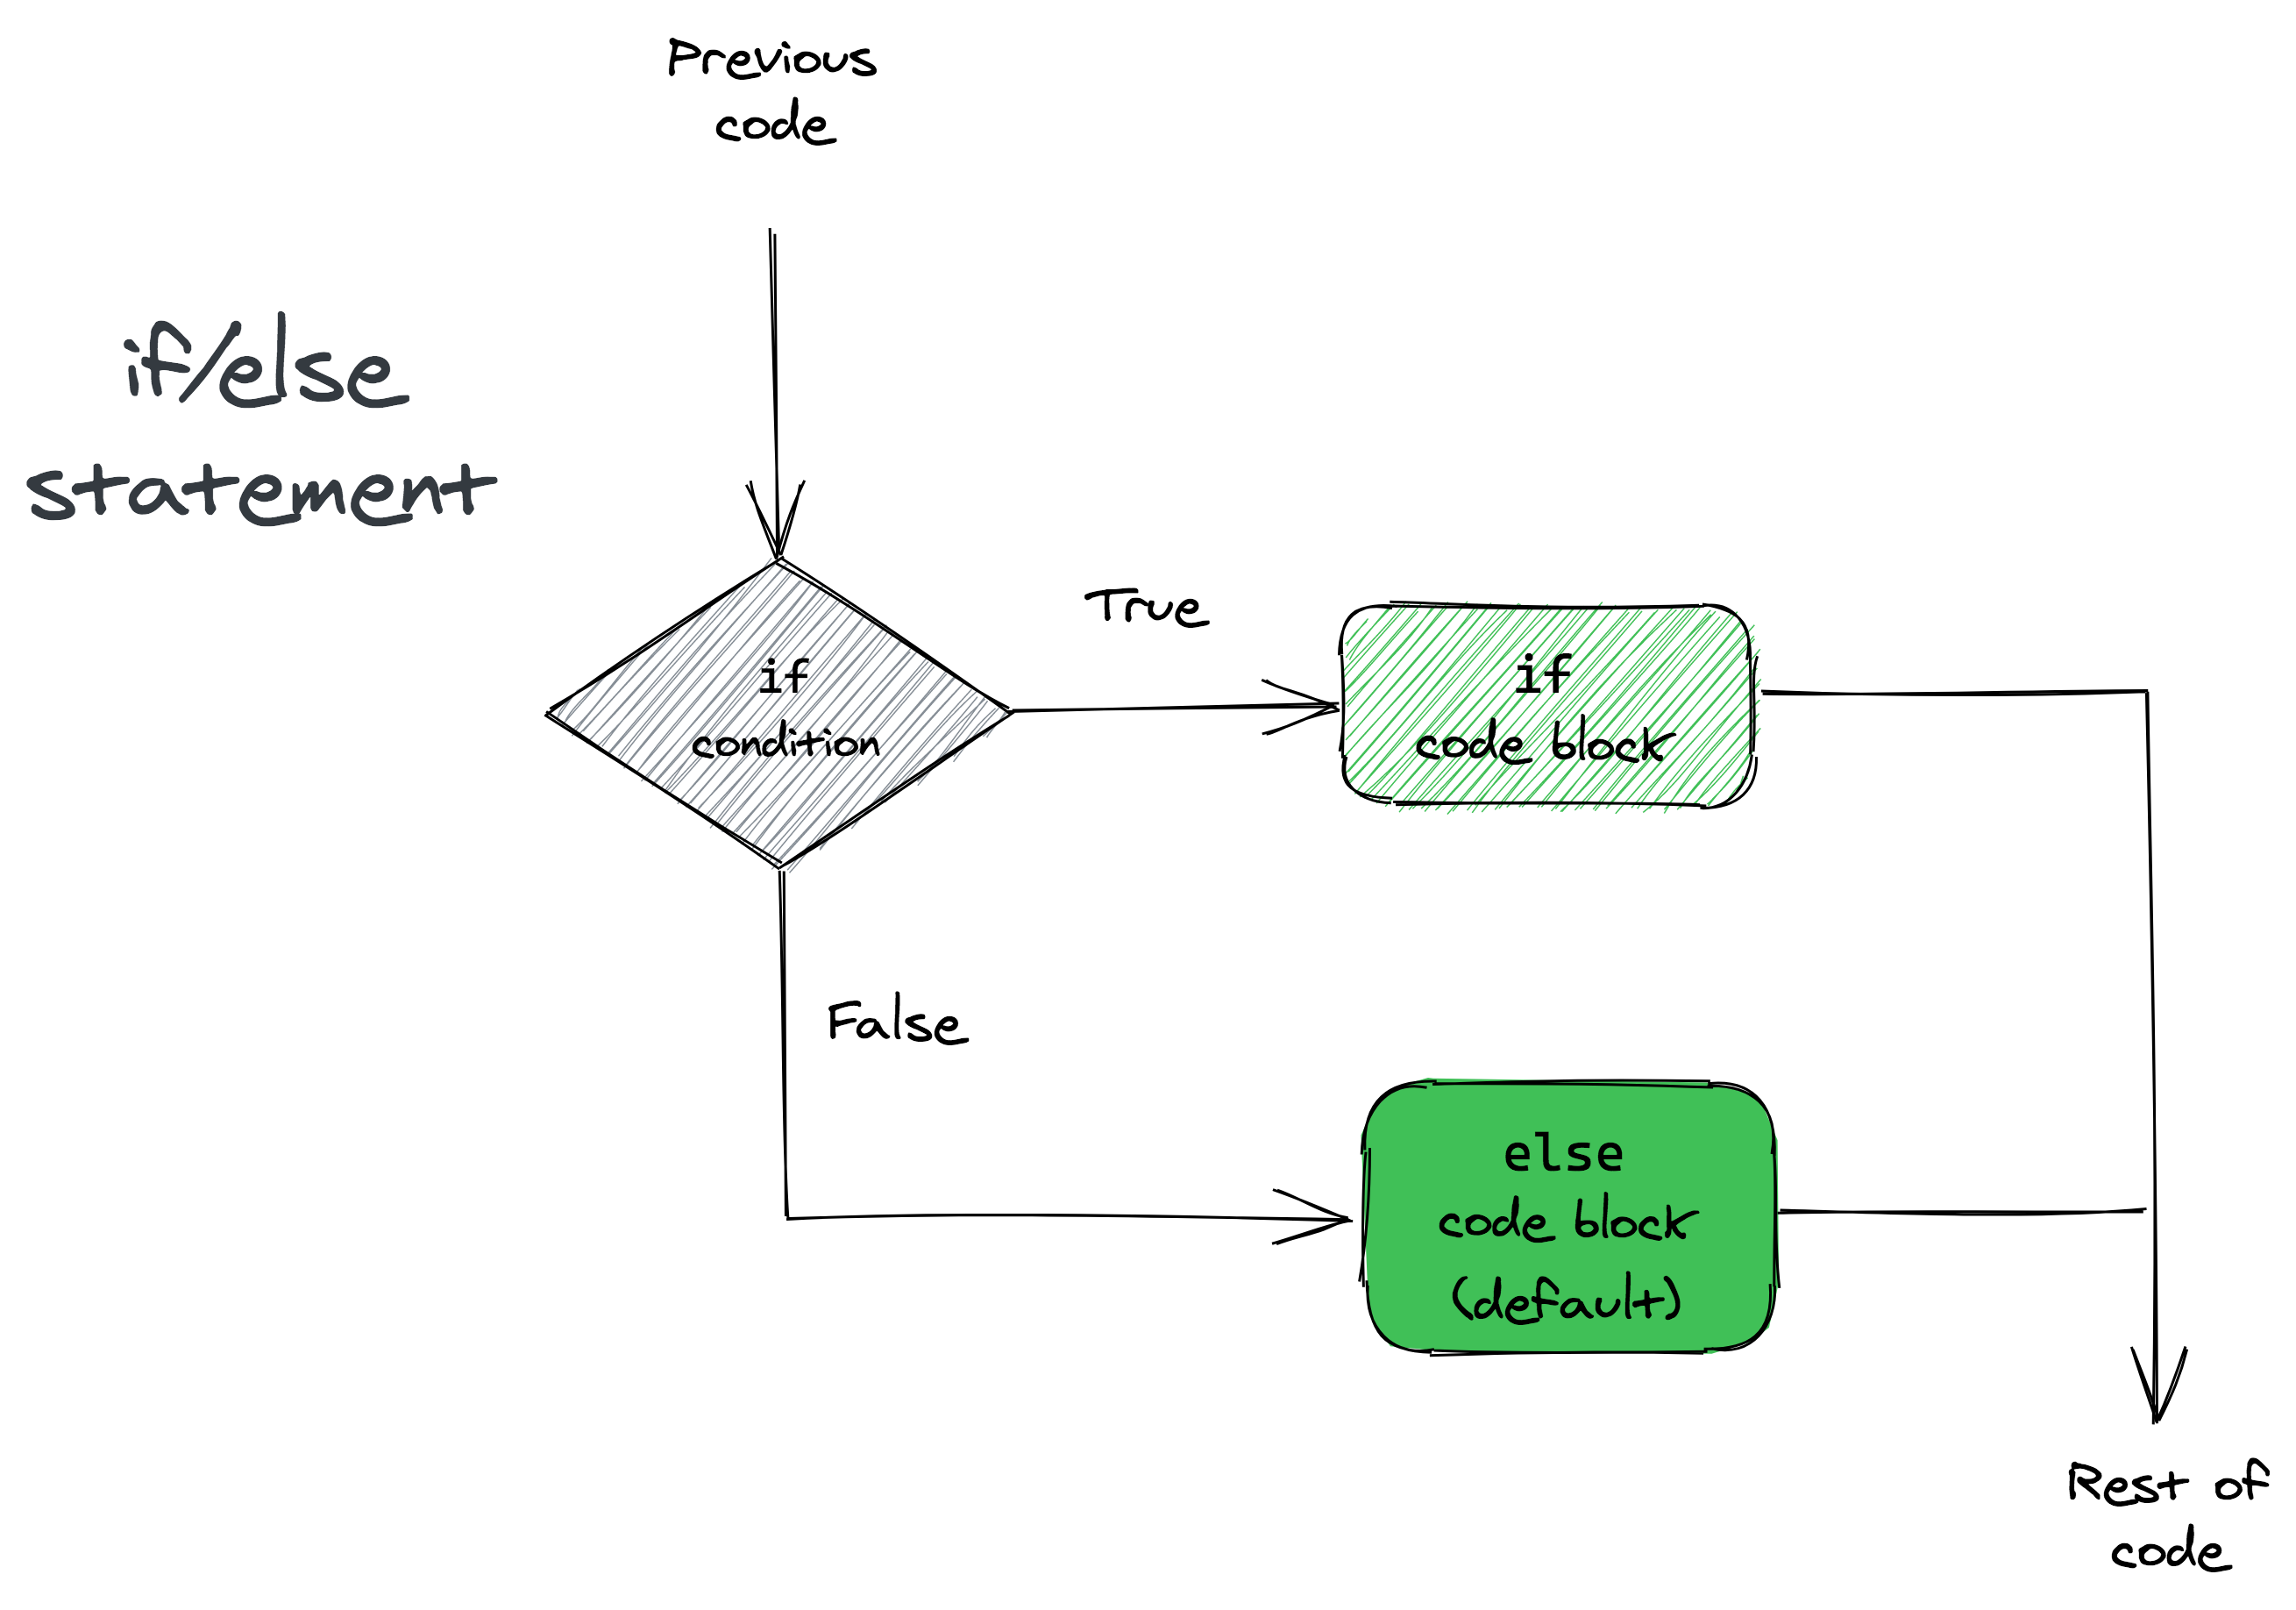 Previous
code
if/else
statement
True
if
condition
if
code block
False
else
code block
(default)
Rest of
code